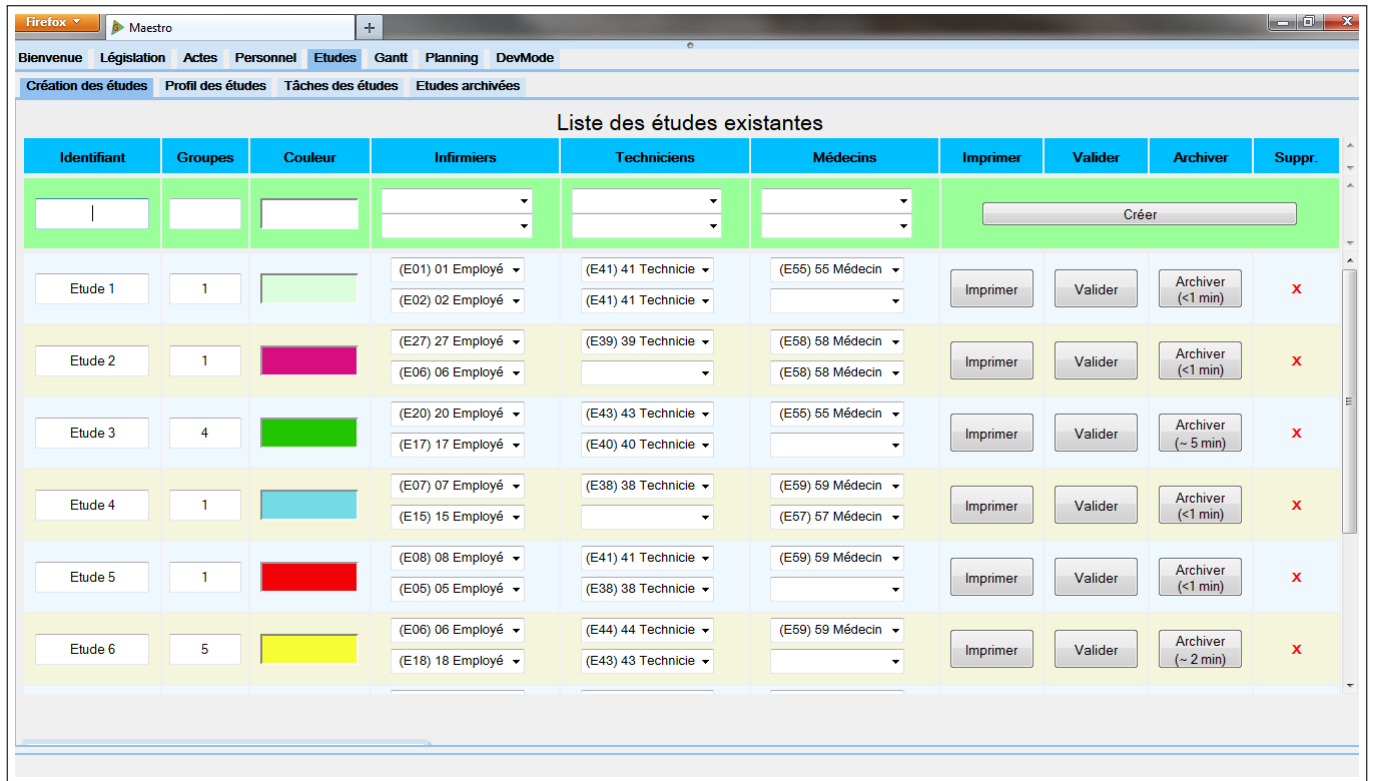 Firefox
Maestro
Bienvenue Législation Actes Personnel Etudes Gantt Planning DevMode
Création des études Profil des études Tâches des études Etudes archivées
Liste des études existantes
Identifiant Groupes Couleur Infirmiers Techniciens Médecins Imprimer Valider Archiver Suppr.
Créer
(E01) 01 Employé (E41) 41 Technicie (E55) 55 Médecin
Etude 1 1 Imprimer Valider Archiver (<1 min) X
(E02) 02 Employé (E41) 41 Technicie
(E27) 27 Employé (E39) 39 Technicie (E58) 58 Médecin
Etude 2 1 Imprimer Valider Archiver (<1 min) X
(E06) 06 Employé (E58) 58 Médecin
(E20) 20 Employé (E43) 43 Technicie (E55) 55 Médecin
Etude 3 4 Imprimer Valider Archiver (~ 5 min) X
(E17) 17 Employé (E40) 40 Technicie
(E07) 07 Employé (E38) 38 Technicie (E59) 59 Médecin
Etude 4 1 Imprimer Valider Archiver (<1 min) X
(E15) 15 Employé (E57) 57 Médecin
(E08) 08 Employé (E41) 41 Technicie (E59) 59 Médecin
Etude 5 1 Imprimer Valider Archiver (<1 min) X
(E05) 05 Employé (E38) 38 Technicie
(E06) 06 Employé (E44) 44 Technicie (E59) 59 Médecin
Etude 6 5 Imprimer Valider Archiver (~ 2 min) X
(E18) 18 Employé (E43) 43 Technicie